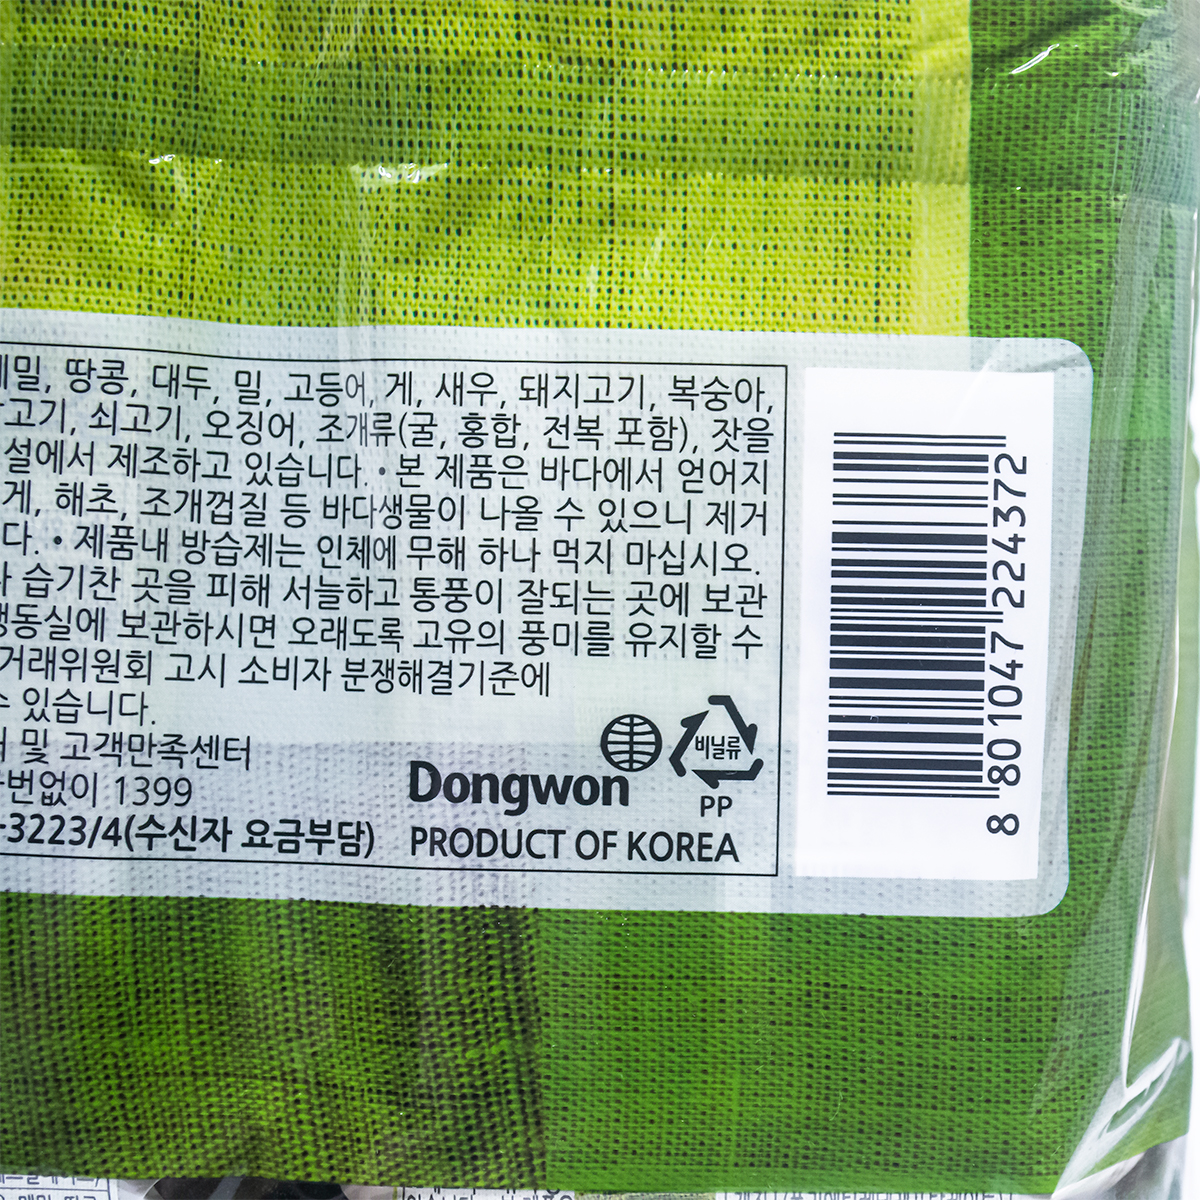 메밀, 땅콩, 대두, 밀, 고등어, 게, 새우, 돼지고기, 복숭아,
닭고기, 쇠고기, 오징어, 조개류(굴, 홍합, 전복 포함), 잣을
설에서 제조하고 있습니다. • 본 제품은 바다에서 얻어지
게, 해초, 조개껍질 등 바다생물이 나올 수 있으니 제거
다. • 제품내 방습제는 인체에 무해 하나 먹지 마십시오.
습기찬 곳을 피해 서늘하고 통풍이 잘되는 곳에 보관
냉동실에 보관하시면 오래도록 고유의 풍미를 유지할 수
거래위원회 고시 소비자 분쟁해결기준에
수 있습니다.
및 고객만족센터
번없이 1399
-3223/4(수신자 요금부담)
Dongwon
PRODUCT OF KOREA
비닐류
PP
8 801047 224372